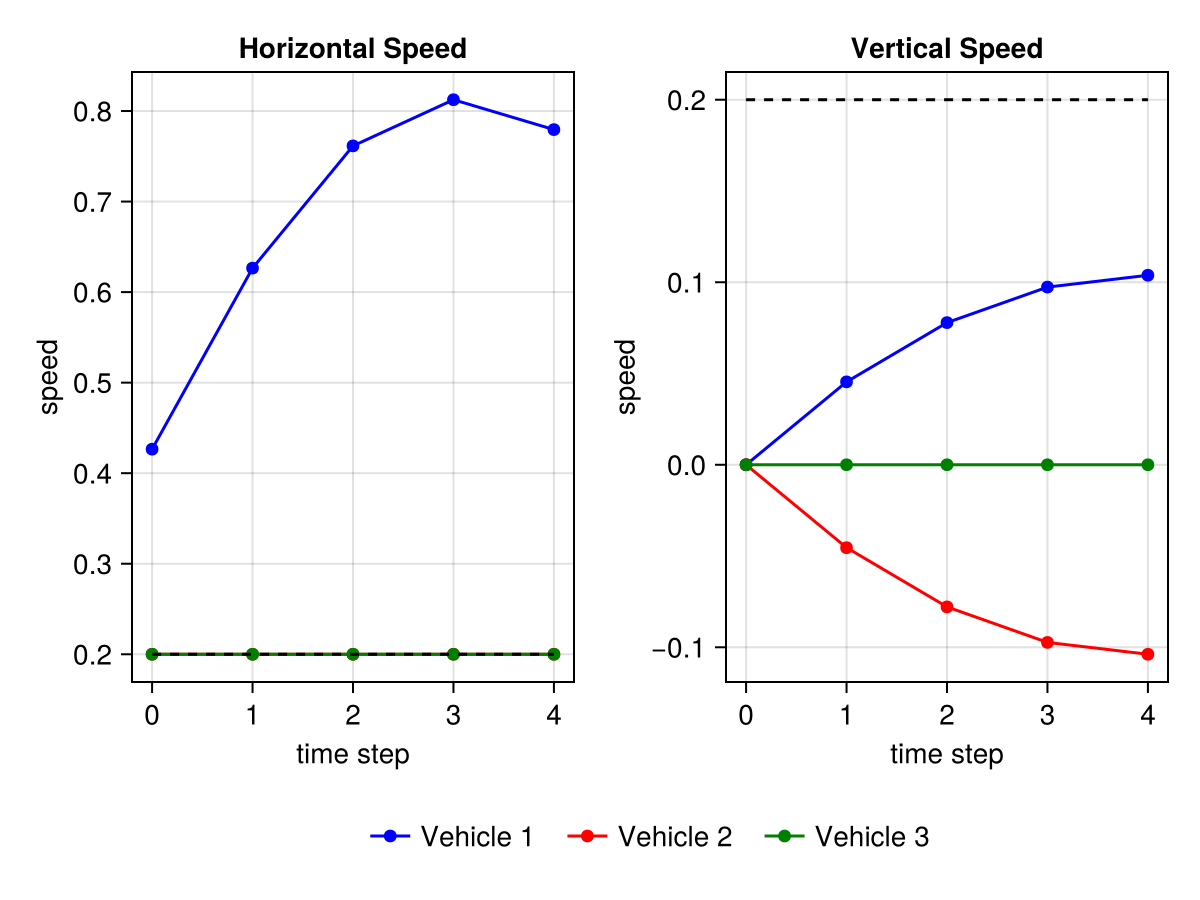 Horizontal Speed
0.8
0.7
0.6
0.5
0.4
0.3
0.2
speed
0 1 2 3 4
time step
Vertical Speed
0.2
0.1
0.0
−0.1
speed
0 1 2 3 4
time step
Vehicle 1 Vehicle 2 Vehicle 3